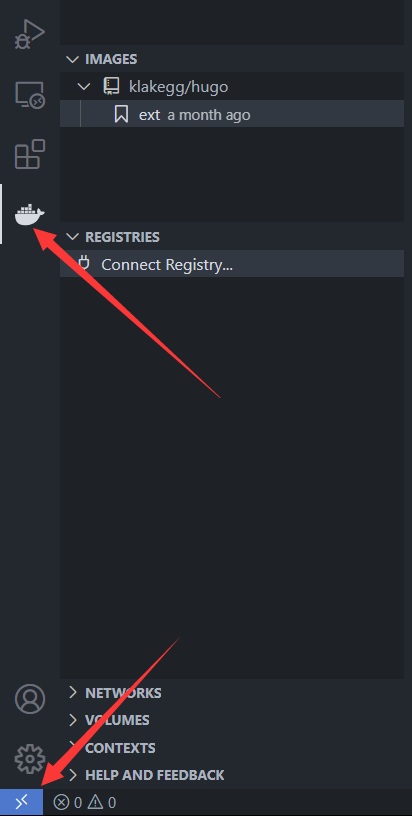 IMAGES
klakegg/hugo
ext a month ago
REGISTRIES
Connect Registry...
NETWORKS
VOLUMES
CONTEXTS
HELP AND FEEDBACK
0 0